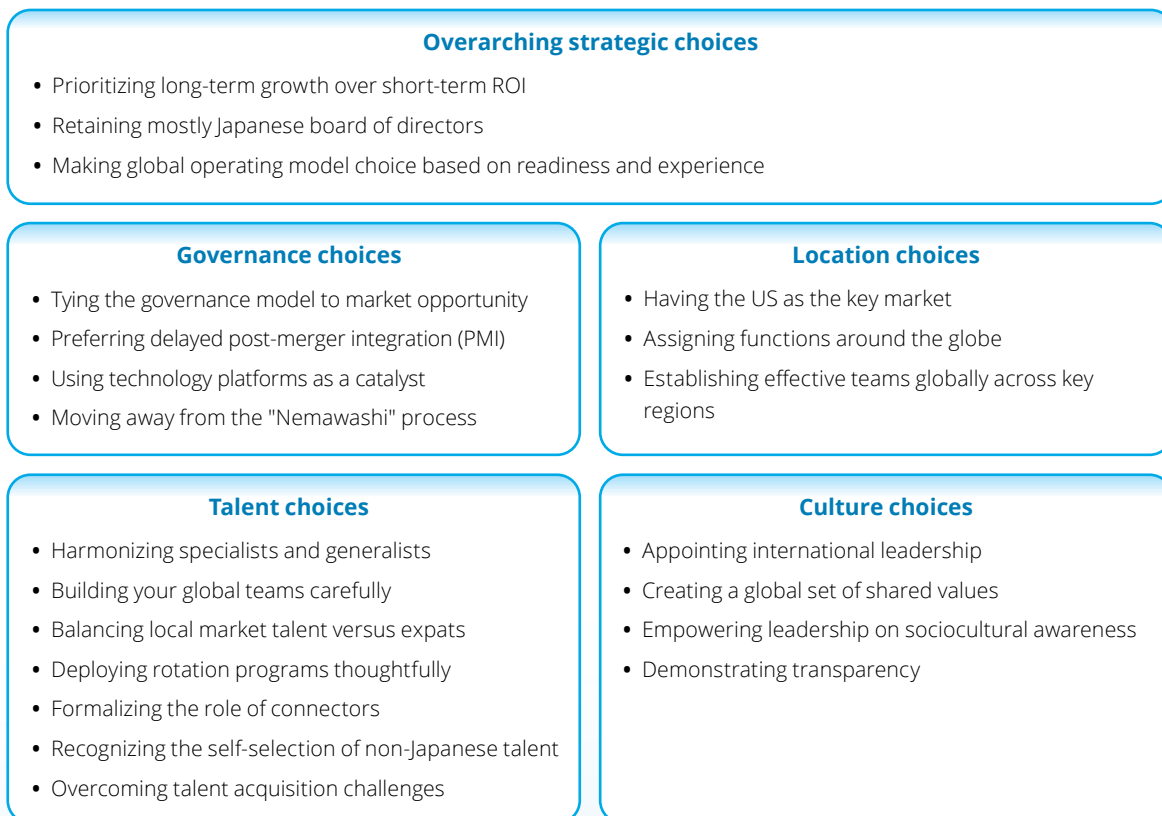 Overarching strategic choices
• Prioritizing long-term growth over short-term ROI
• Retaining mostly Japanese board of directors
• Making global operating model choice based on readiness and experience
Governance choices
• Tying the governance model to market opportunity
• Preferring delayed post-merger integration (PMI)
• Using technology platforms as a catalyst
• Moving away from the "Nemawashi" process
Location choices
• Having the US as the key market
• Assigning functions around the globe
• Establishing effective teams globally across key
regions
Talent choices
• Harmonizing specialists and generalists
• Building your global teams carefully
• Balancing local market talent versus expats
• Deploying rotation programs thoughtfully
• Formalizing the role of connectors
• Recognizing the self-selection of non-Japanese talent
• Overcoming talent acquisition challenges
Culture choices
• Appointing international leadership
• Creating a global set of shared values
• Empowering leadership on sociocultural awareness
• Demonstrating transparency